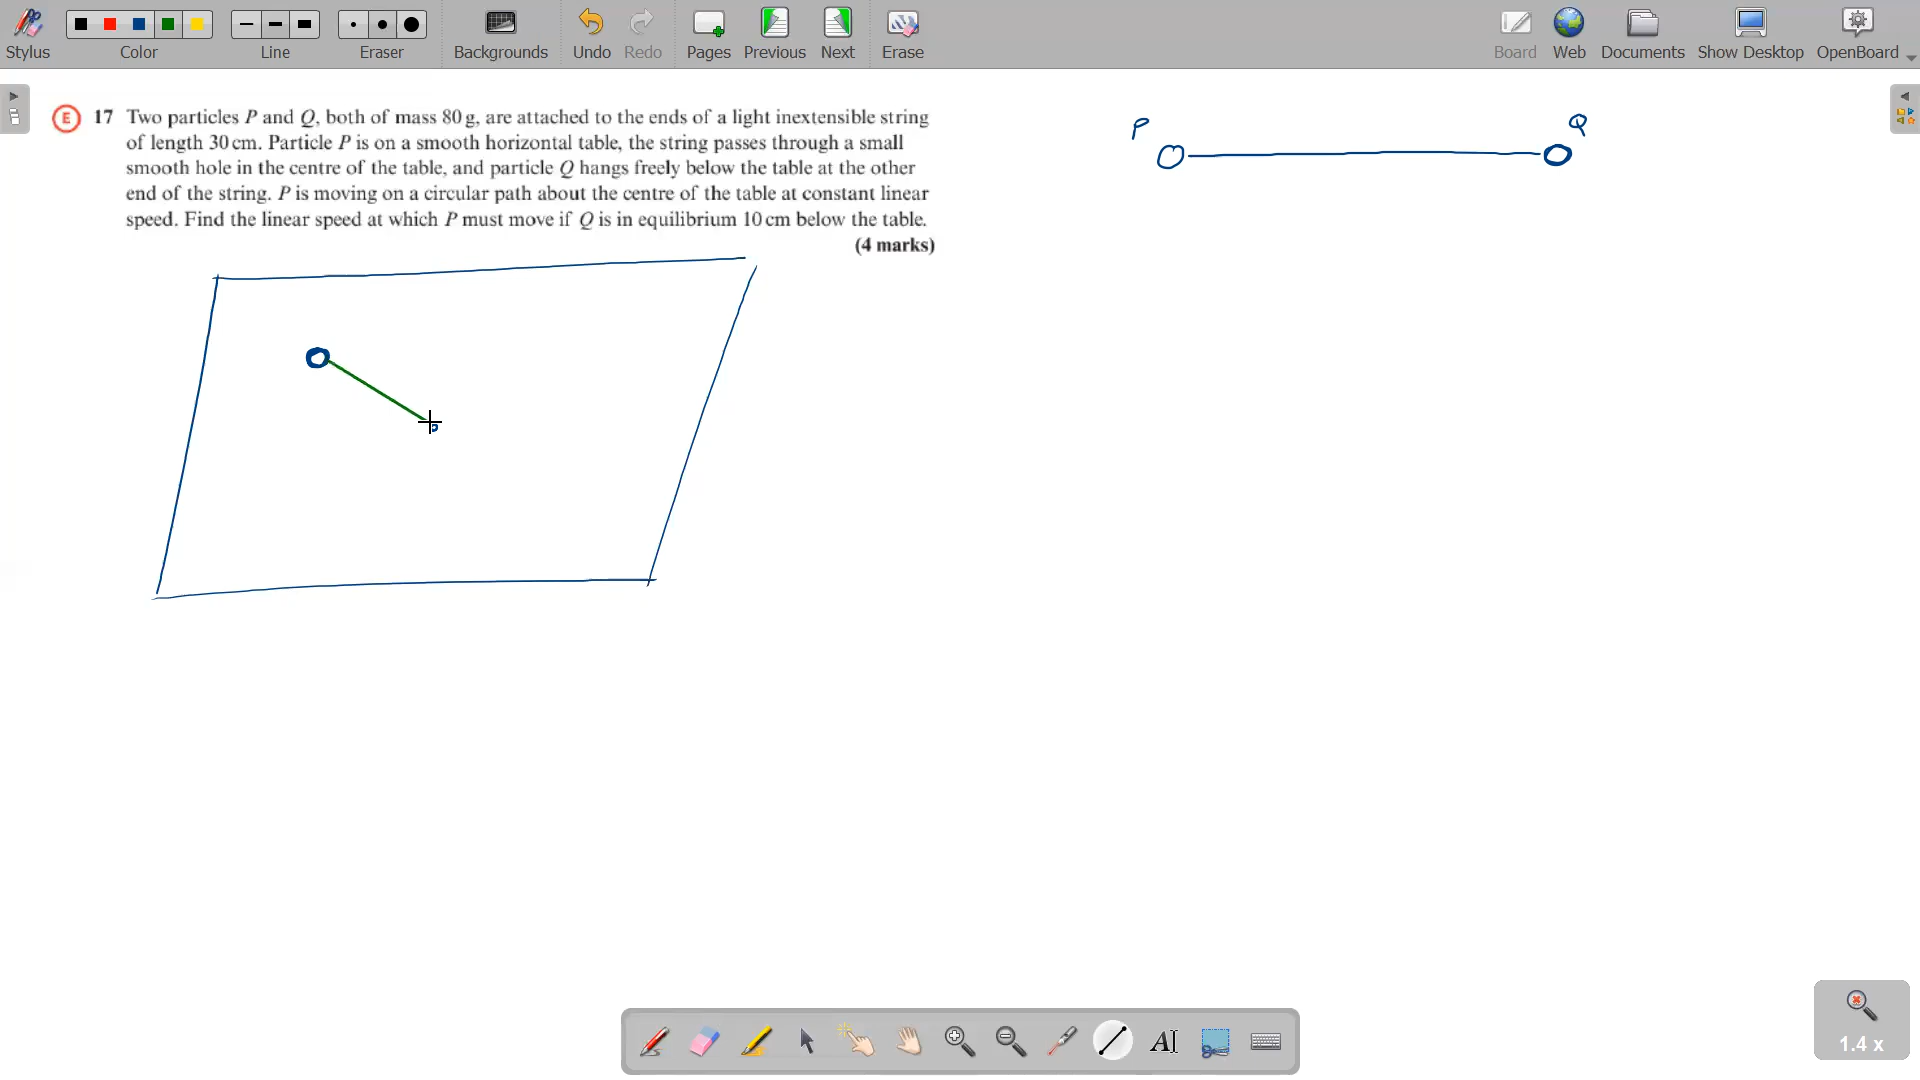 Stylus Color Line Eraser Backgrounds Undo Redo Pages Previous Next Erase Board Web Documents Show Desktop OpenBoard
E 17 Two particles P and Q, both of mass 80 g, are attached to the ends of a light inextensible string
of length 30 cm. Particle P is on a smooth horizontal table, the string passes through a small
smooth hole in the centre of the table, and particle Q hangs freely below the table at the other
end of the string. P is moving on a circular path about the centre of the table at constant linear
speed. Find the linear speed at which P must move if Q is in equilibrium 10 cm below the table.
(4 marks)
P Q
AI
1.4 x